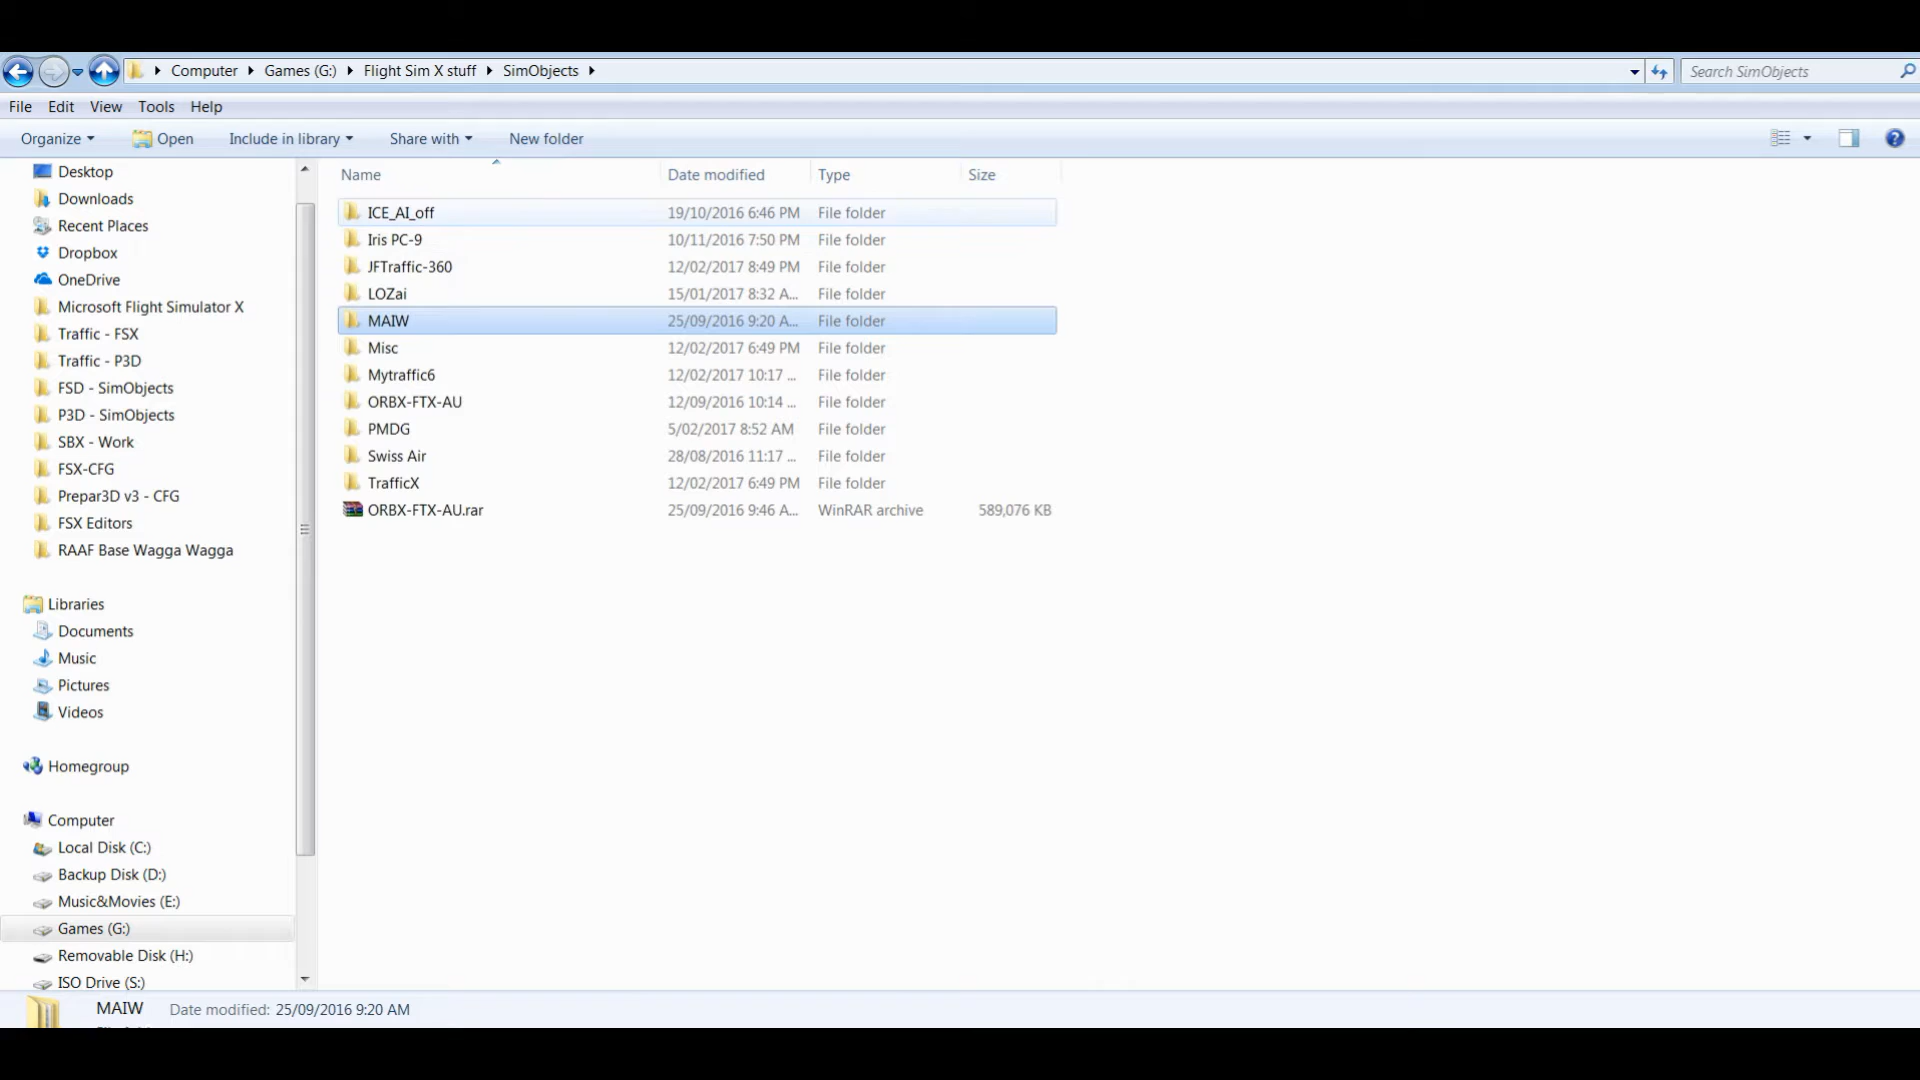 Computer Games (G:) Flight Sim X stuff SimObjects
Search SimObjects
File Edit View Tools Help
Organize Open Include in library Share with New folder
Desktop
Downloads
Recent Places
Dropbox
OneDrive
Microsoft Flight Simulator X
Traffic - FSX
Traffic - P3D
FSD - SimObjects
P3D - SimObjects
SBX - Work
FSX-CFG
Prepar3D v3 - CFG
FSX Editors
RAAF Base Wagga Wagga
Libraries
Documents
Music
Pictures
Videos
Homegroup
Computer
Local Disk (C:)
Backup Disk (D:)
Music&Movies (E:)
Games (G:)
Removable Disk (H:)
ISO Drive (S:)
Name Date modified Type Size
ICE_AI_off 19/10/2016 6:46 PM File folder
Iris PC-9 10/11/2016 7:50 PM File folder
JFTraffic-360 12/02/2017 8:49 PM File folder
LOZai 15/01/2017 8:32 A... File folder
MAIW 25/09/2016 9:20 A... File folder
Misc 12/02/2017 6:49 PM File folder
Mytraffic6 12/02/2017 10:17 ... File folder
ORBX-FTX-AU 12/09/2016 10:14 ... File folder
PMDG 5/02/2017 8:52 AM File folder
Swiss Air 28/08/2016 11:17 ... File folder
TrafficX 12/02/2017 6:49 PM File folder
ORBX-FTX-AU.rar 25/09/2016 9:46 A... WinRAR archive 589,076 KB
MAIW Date modified: 25/09/2016 9:20 AM